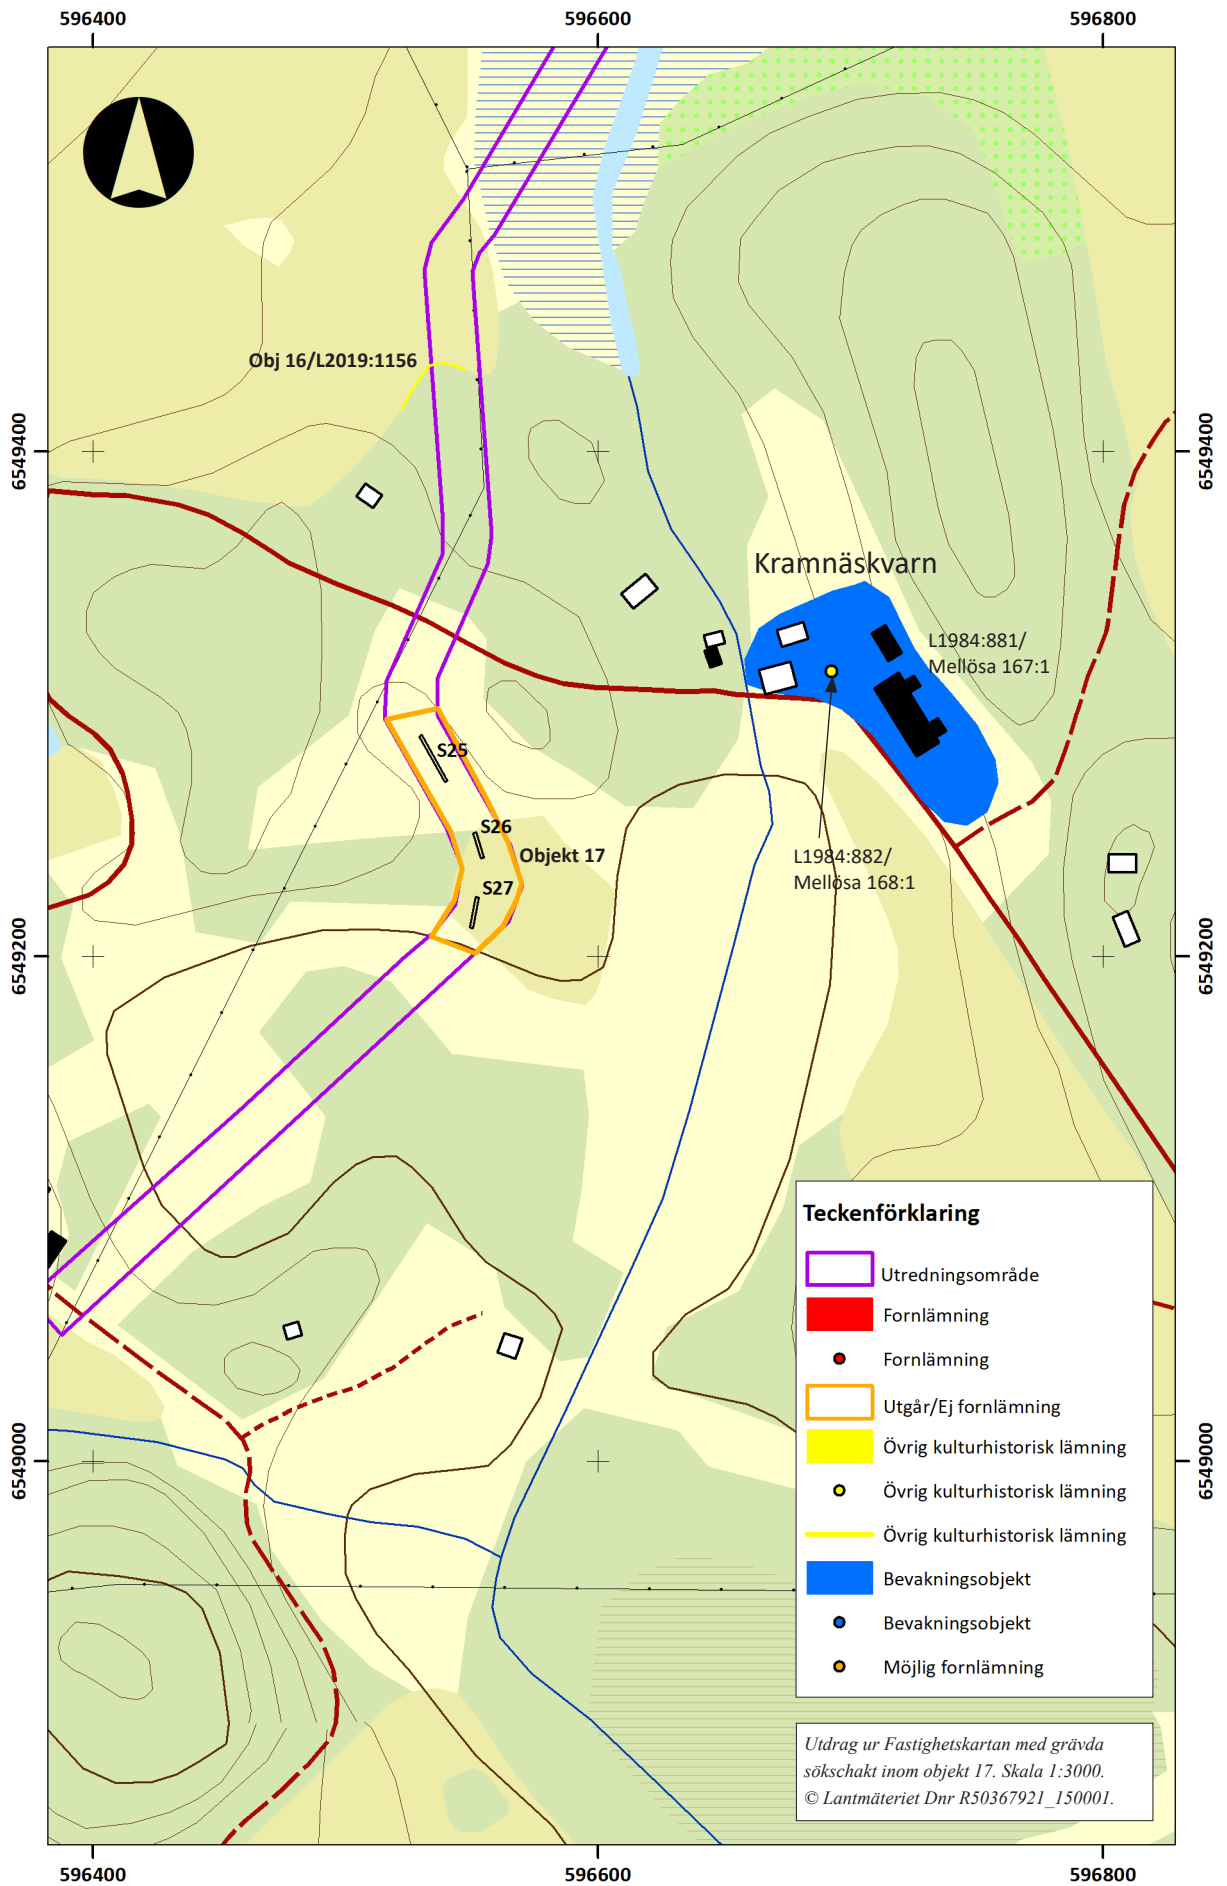 596400
596600
596800
Obj 16/L2019:1156
6549400
6549400
Kramnäskvarn
L1984:881/
Mellösa 167:1
S25
S26
Objekt 17
L1984:882/
Mellösa 168:1
S27
6549200
6549200
Teckenförklaring
Utredningsområde
Fornlämning
Fornlämning
Utgår/Ej fornlämning
Övrig kulturhistorisk lämning
Övrig kulturhistorisk lämning
Övrig kulturhistorisk lämning
Bevakningsobjekt
Bevakningsobjekt
Möjlig fornlämning
6549000
6549000
Utdrag ur Fastighetskartan med grävda
sökschakt inom objekt 17. Skala 1:3000.
© Lantmäteriet Dnr R50367921_150001.
596400
596600
596800